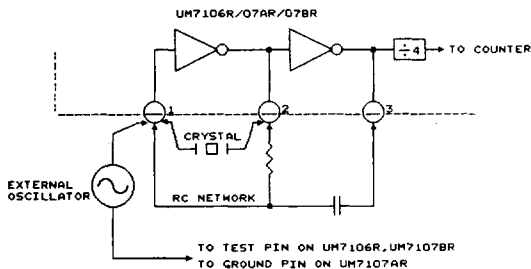 UM7106R/07AR/07BR
÷4
TO COUNTER
1
2
3
CRYSTAL
EXTERNAL
OSCILLATOR
RC NETWORK
TO TEST PIN ON UM7106R,UM7107BR
TO GROUND PIN ON UM7107AR